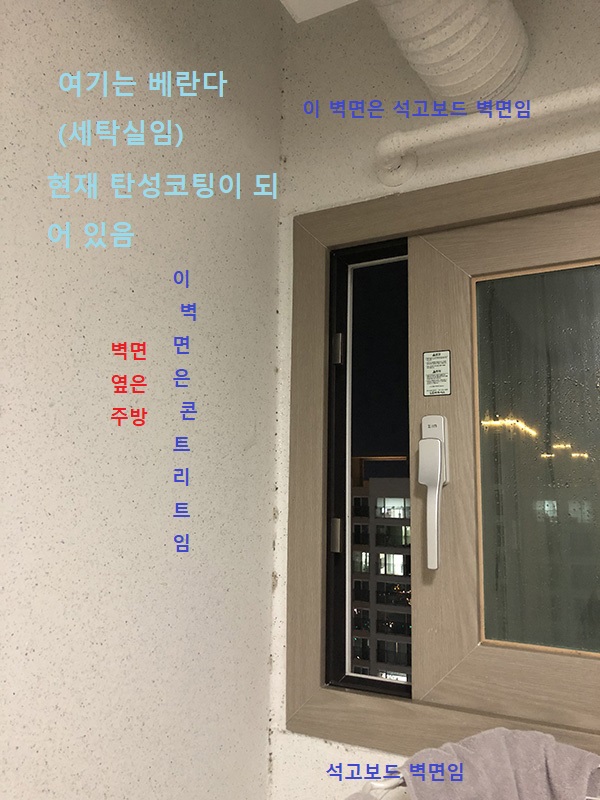 여기는 베란다
(세탁실임)
현재 탄성코팅이 되
어 있음
이 벽면은 석고보드 벽면임
이
벽
면
은
콘
트
리
트
임
벽면
옆은
주방
석고보드 벽면임